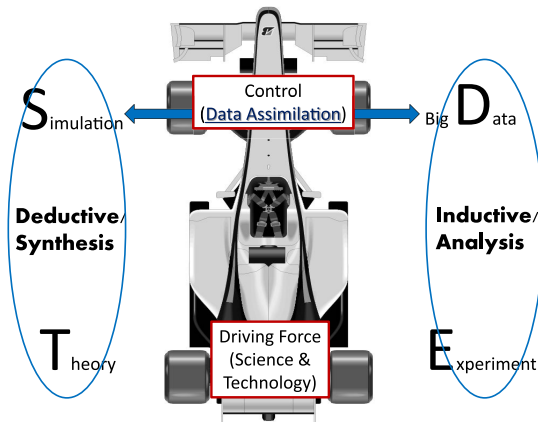 Control
(Data Assimilation)
Simulation
Big Data
Deductive/
Synthesis
Inductive/
Analysis
Theory
Driving Force
(Science &
Technology)
Experiment